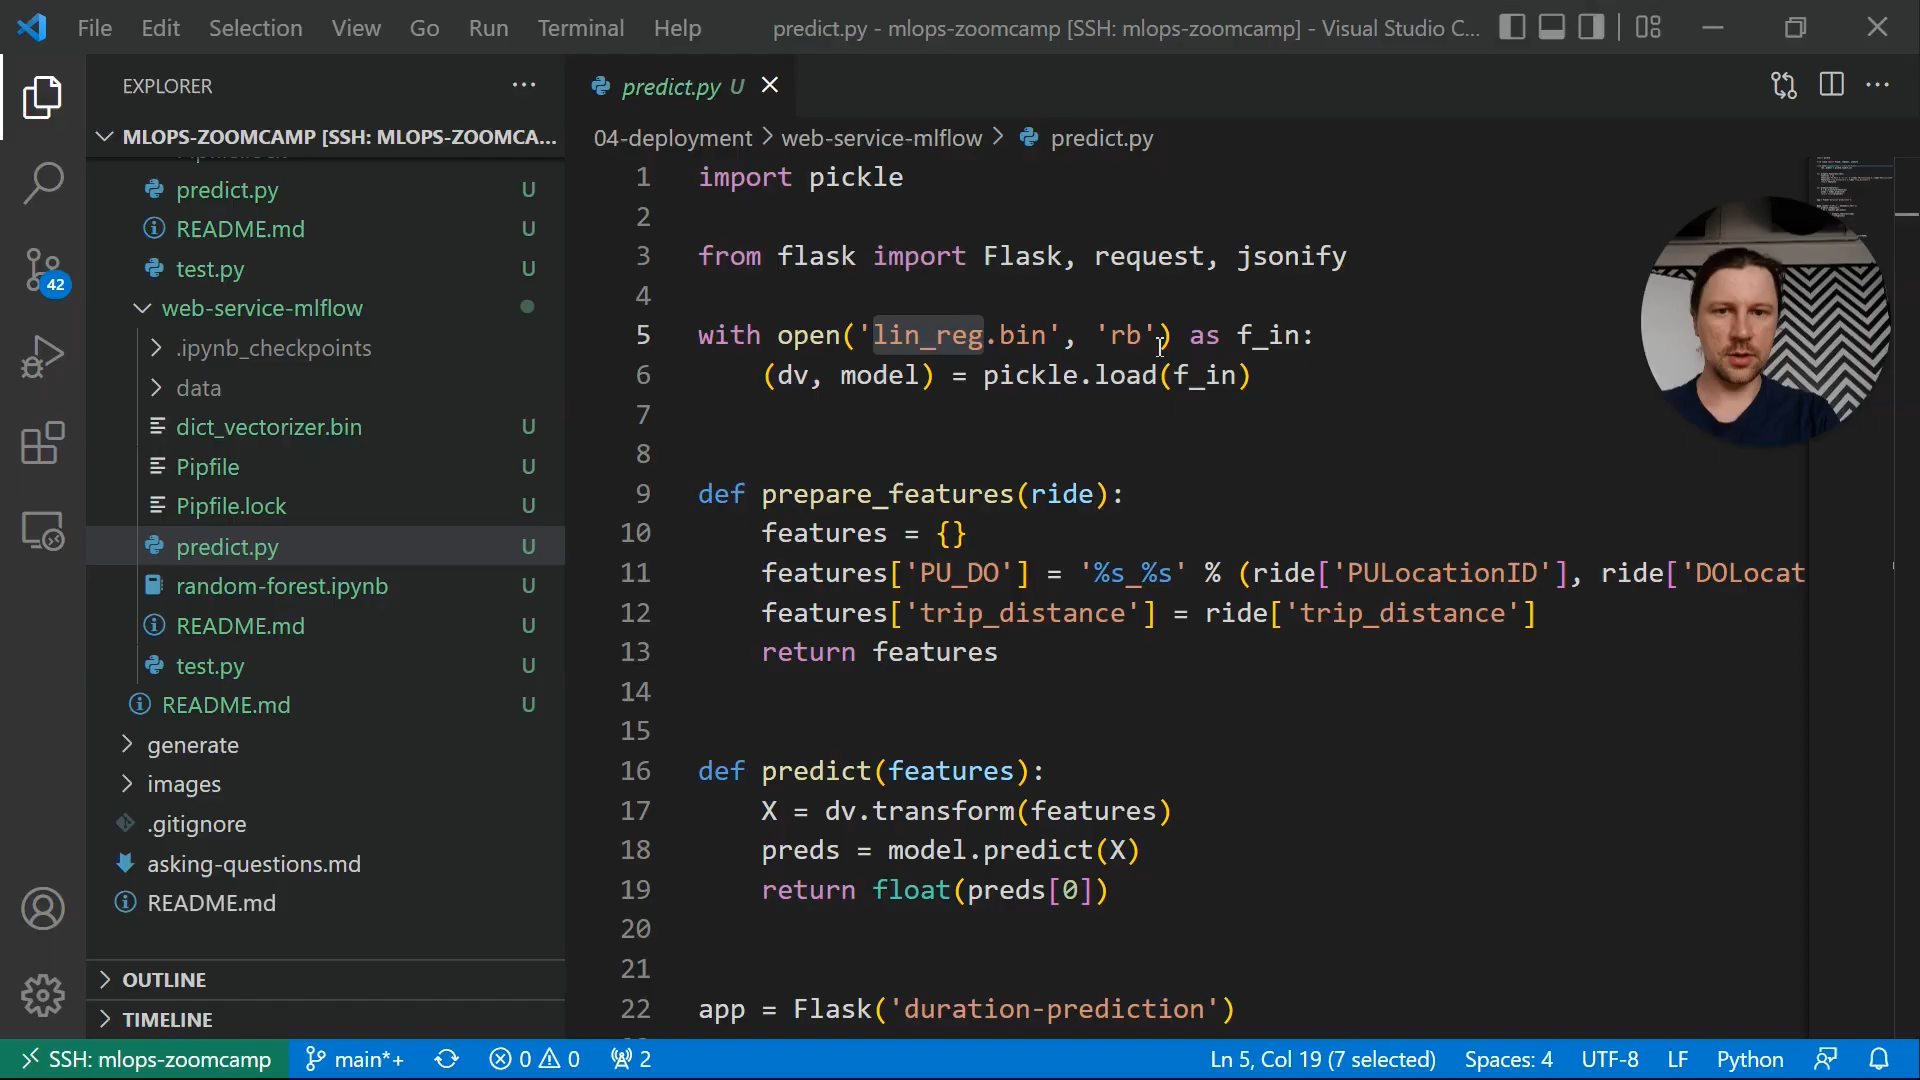 File Edit Selection View Go Run Terminal Help predict.py - mlops-zoomcamp [SSH: mlops-zoomcamp] - Visual Studio C...
EXPLORER
MLOPS-ZOOMCAMP [SSH: MLOPS-ZOOMCA...
predict.py U
README.md U
test.py U
web-service-mlflow
.ipynb_checkpoints
data
dict_vectorizer.bin U
Pipfile U
Pipfile.lock U
predict.py U
random-forest.ipynb U
README.md U
test.py U
README.md U
generate
images
.gitignore
asking-questions.md
README.md
OUTLINE
TIMELINE
42
predict.py U
04-deployment > web-service-mlflow > predict.py
1 import pickle
2
3 from flask import Flask, request, jsonify
4
5 with open('lin_reg.bin', 'rb') as f_in:
6 (dv, model) = pickle.load(f_in)
7
8
9 def prepare_features(ride):
10 features = {}
11 features['PU_DO'] = '%s_%s' % (ride['PULocationID'], ride['DOLocat
12 features['trip_distance'] = ride['trip_distance']
13 return features
14
15
16 def predict(features):
17 X = dv.transform(features)
18 preds = model.predict(X)
19 return float(preds[0])
20
21
22 app = Flask('duration-prediction')
SSH: mlops-zoomcamp main*+ 0 0 2 Ln 5, Col 19 (7 selected) Spaces: 4 UTF-8 LF Python